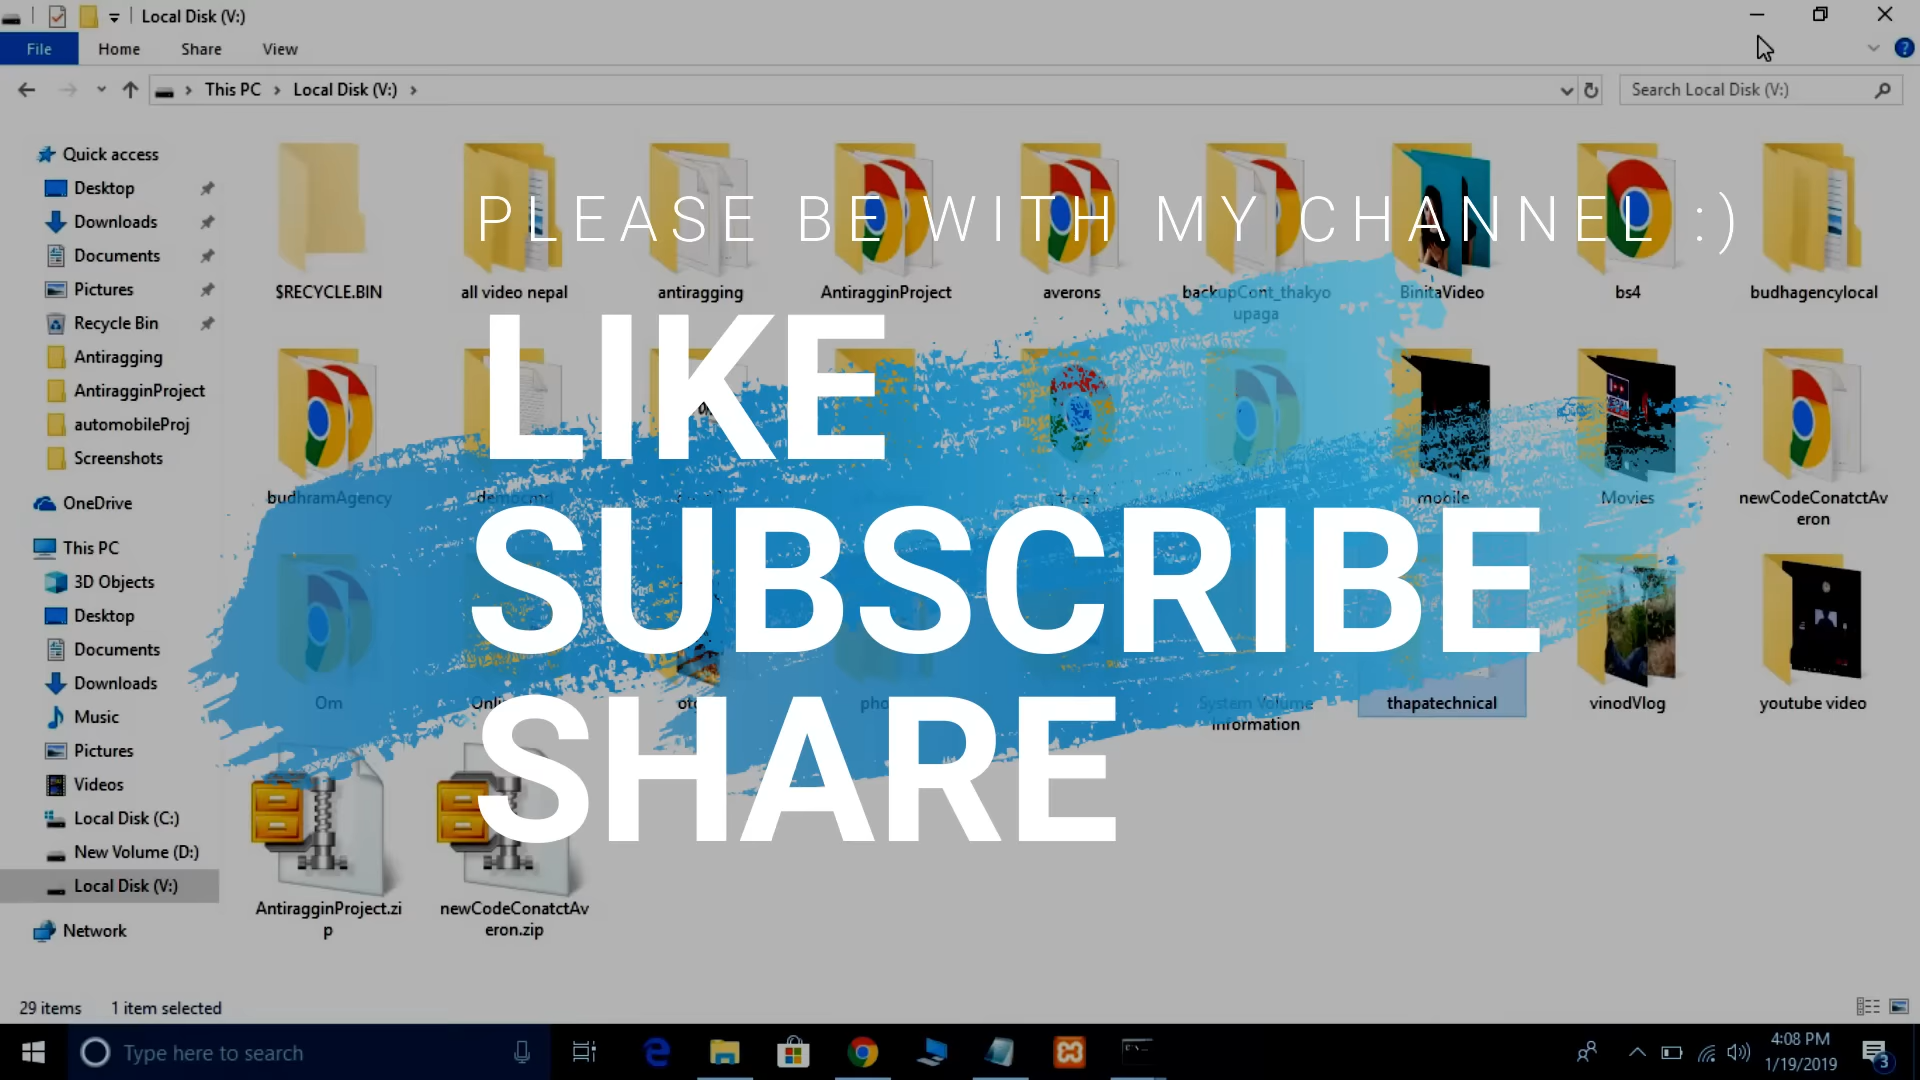 Local Disk (V:)
File Home Share View
This PC > Local Disk (V:) >
Search Local Disk (V:)
Quick access
Desktop
Downloads
Documents
Pictures
Recycle Bin
Antiragging
AntiragginProject
automobileProj
Screenshots
OneDrive
This PC
3D Objects
Desktop
Documents
Downloads
Music
Pictures
Videos
Local Disk (C:)
New Volume (D:)
Local Disk (V:)
Network
PLEASE BE WITH MY CHANNEL :)
$RECYCLE.BIN
all video nepal
antiragging
AntiragginProject
averons
backupCont_thakyo
upaga
BinitaVideo
bs4
budhagencylocal
LIKE
budhramAgency
democmd
mobile
Movies
newCodeConatctAv
eron
SUBSCRIBE
Om
System Volume
Information
thapatechnical
vinodVlog
youtube video
SHARE
AntiragginProject.zi
p
newCodeConatctAv
eron.zip
29 items 1 item selected
Type here to search
4:08 PM
1/19/2019
3